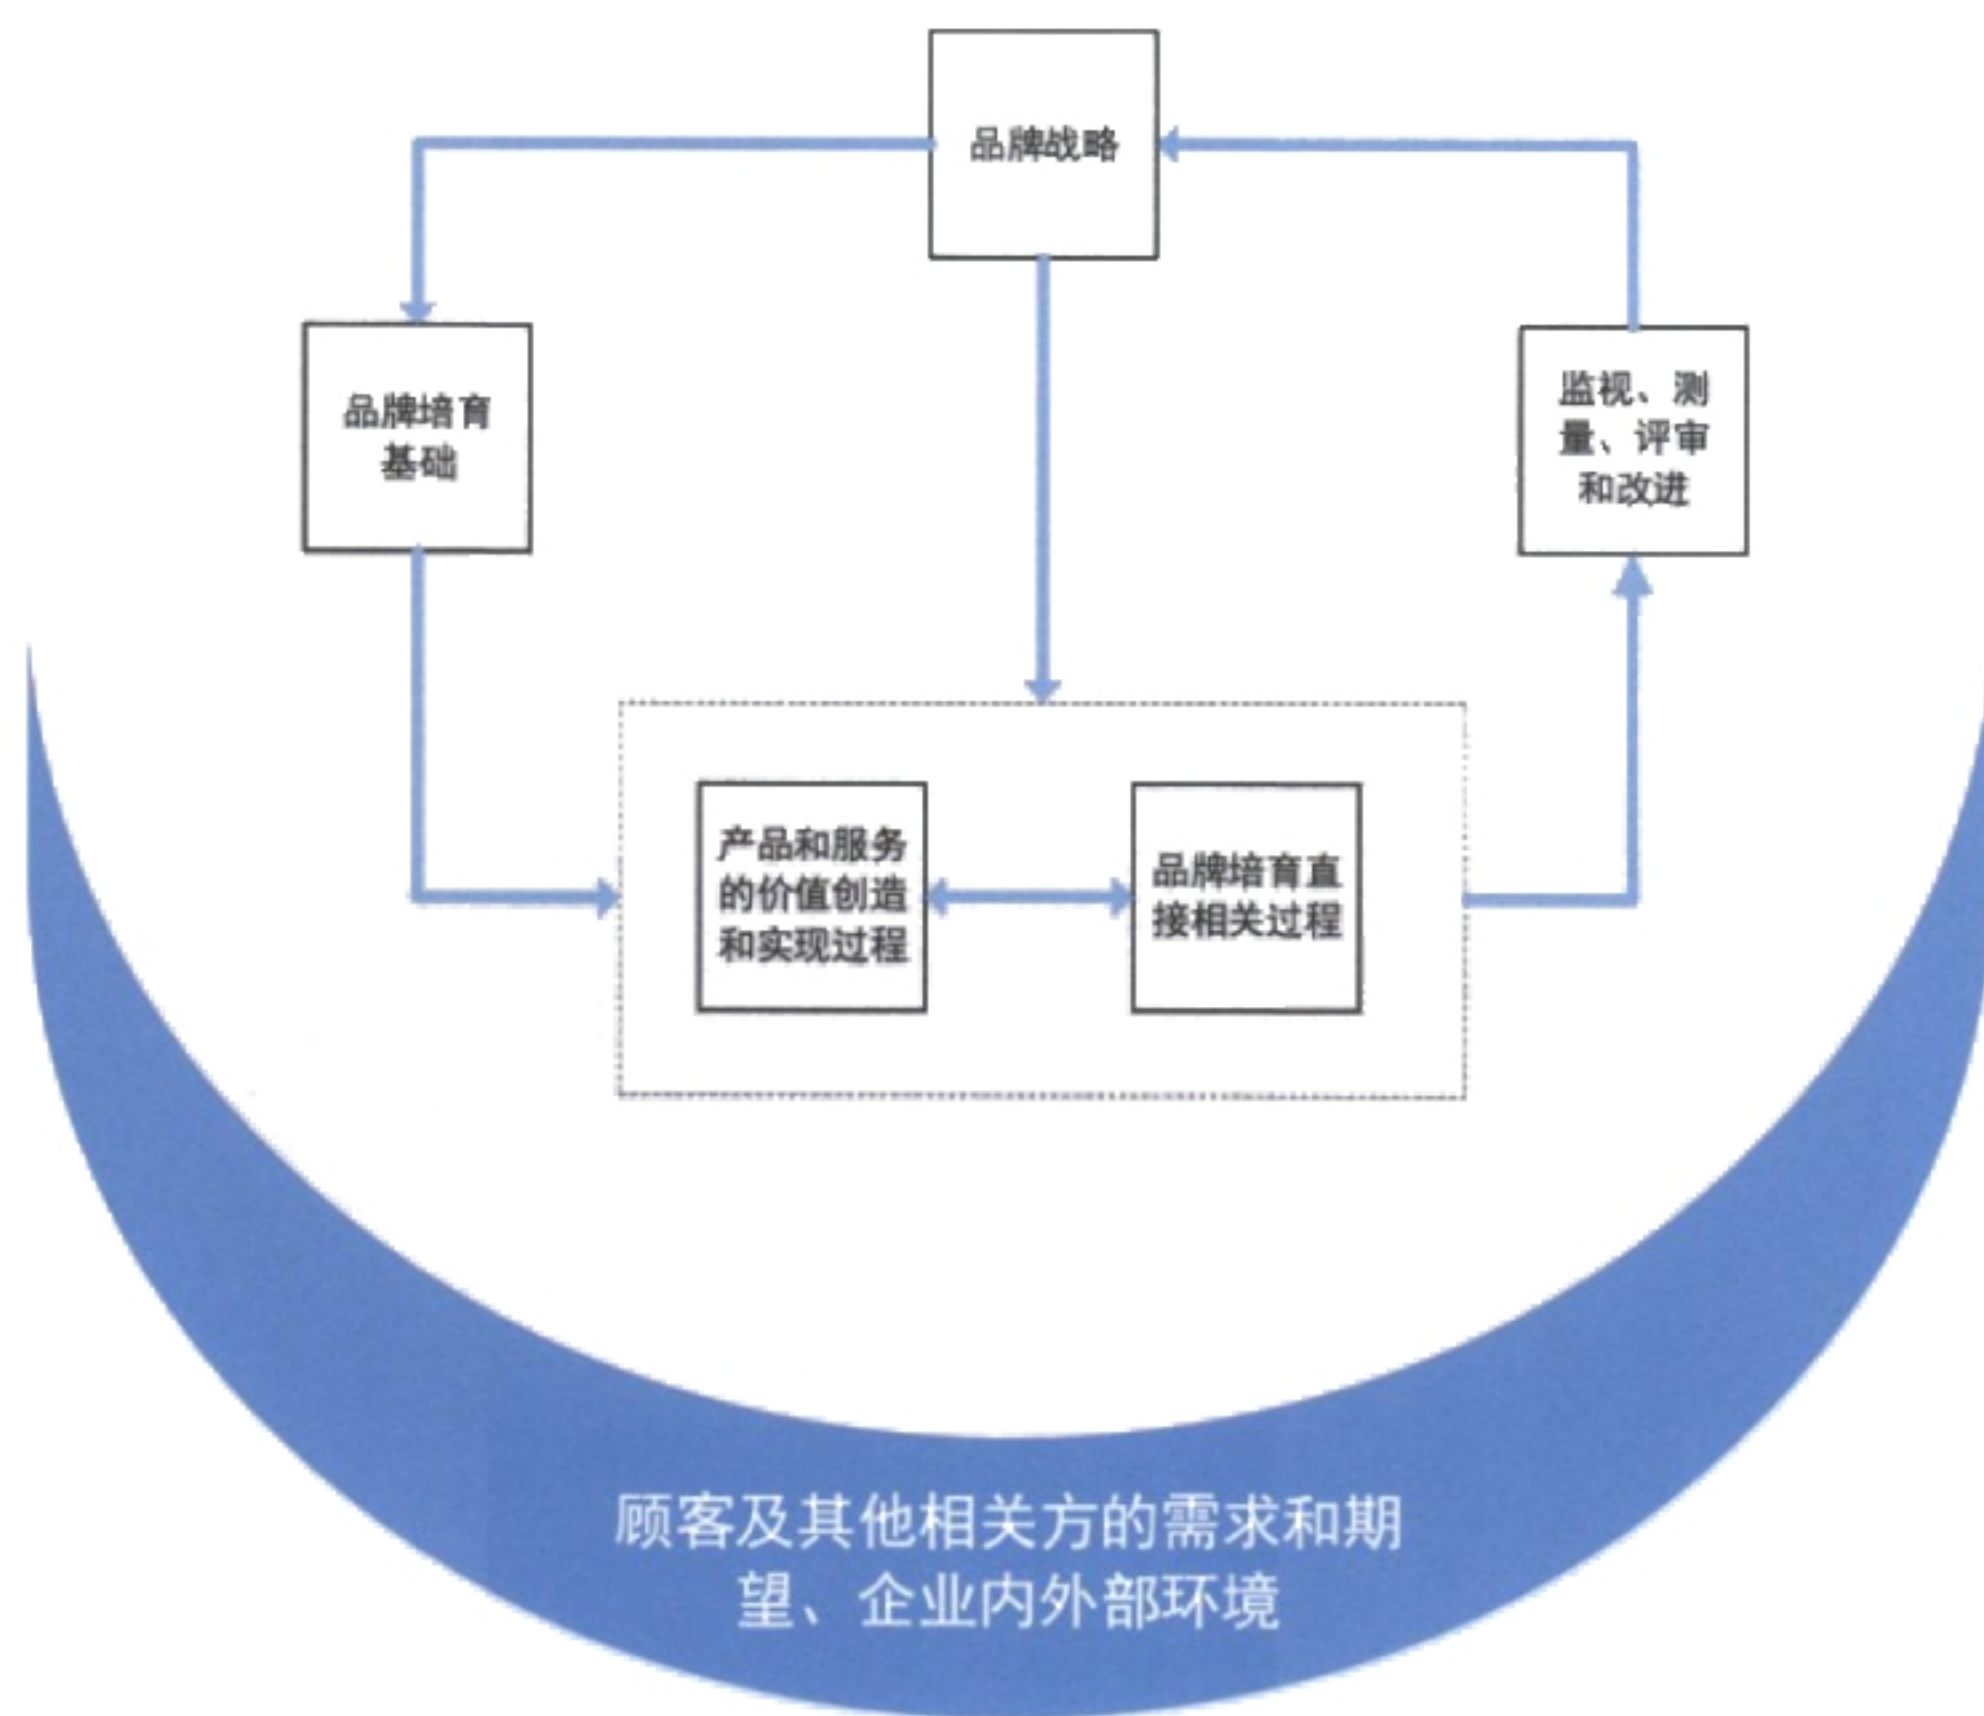 品牌战略
品牌培育
基础
监视、测
量、评审
和改进
产品和服务
的价值创造
和实现过程
品牌培育直
接相关过程
顾客及其他相关方的需求和期
望、企业内外部环境